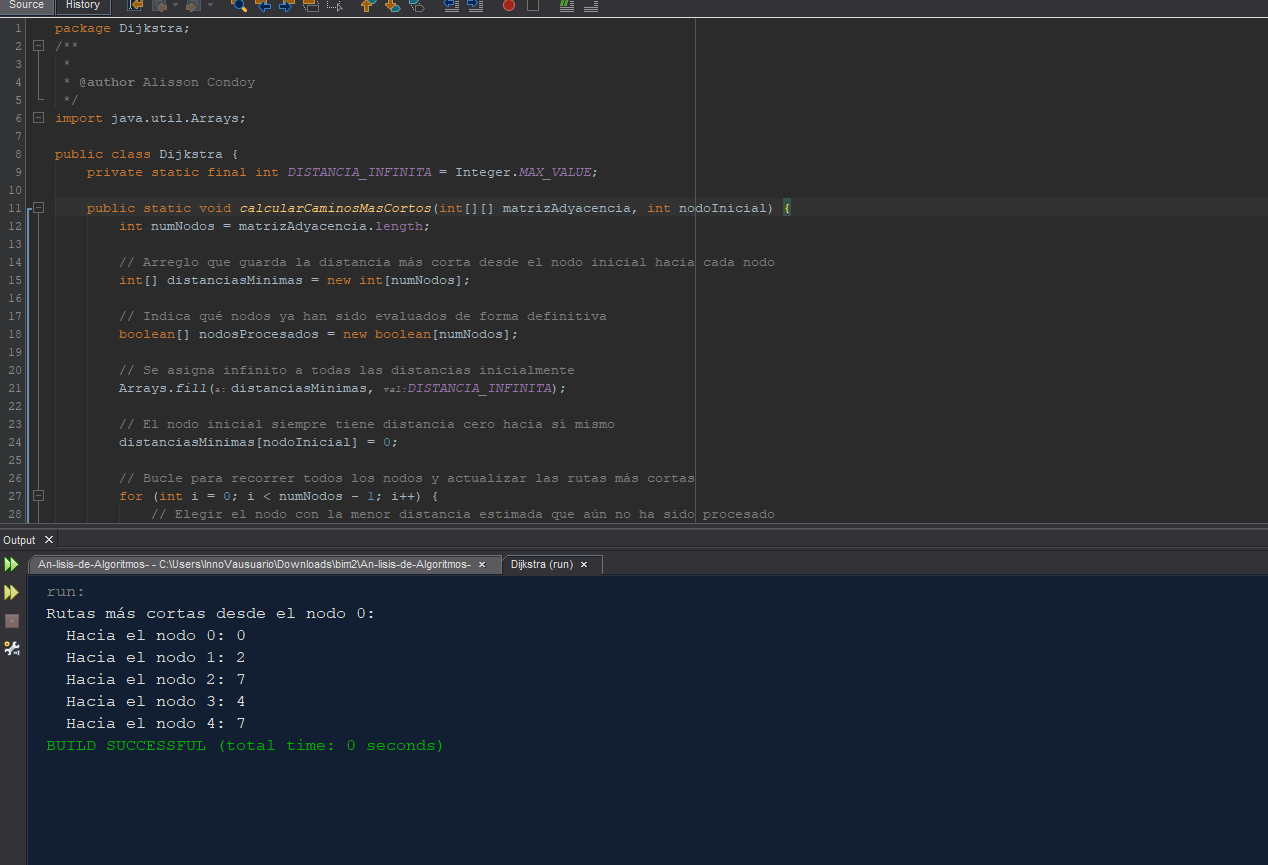 Source History
1 package Dijkstra;
2 /**
3 *
4 * @author Alisson Condoy
5 */
6 import java.util.Arrays;
7
8 public class Dijkstra {
9 private static final int DISTANCIA_INFINITA = Integer.MAX_VALUE;
10
11 public static void calcularCaminosMasCortos(int[][] matrizAdyacencia, int nodoInicial) {
12 int numNodos = matrizAdyacencia.length;
13
14 // Arreglo que guarda la distancia más corta desde el nodo inicial hacia cada nodo
15 int[] distanciasMinimas = new int[numNodos];
16
17 // Indica qué nodos ya han sido evaluados de forma definitiva
18 boolean[] nodosProcesados = new boolean[numNodos];
19
20 // Se asigna infinito a todas las distancias inicialmente
21 Arrays.fill(a: distanciasMinimas, val:DISTANCIA_INFINITA);
22
23 // El nodo inicial siempre tiene distancia cero hacia sí mismo
24 distanciasMinimas[nodoInicial] = 0;
25
26 // Bucle para recorrer todos los nodos y actualizar las rutas más cortas
27 for (int i = 0; i < numNodos - 1; i++) {
28 // Elegir el nodo con la menor distancia estimada que aún no ha sido procesado
Output
An-lisis-de-Algoritmos- - C:\Users\InnoVausuario\Downloads\bim2\An-lisis-de-Algoritmos- Dijkstra (run)
run:
Rutas más cortas desde el nodo 0:
Hacia el nodo 0: 0
Hacia el nodo 1: 2
Hacia el nodo 2: 7
Hacia el nodo 3: 4
Hacia el nodo 4: 7
BUILD SUCCESSFUL (total time: 0 seconds)